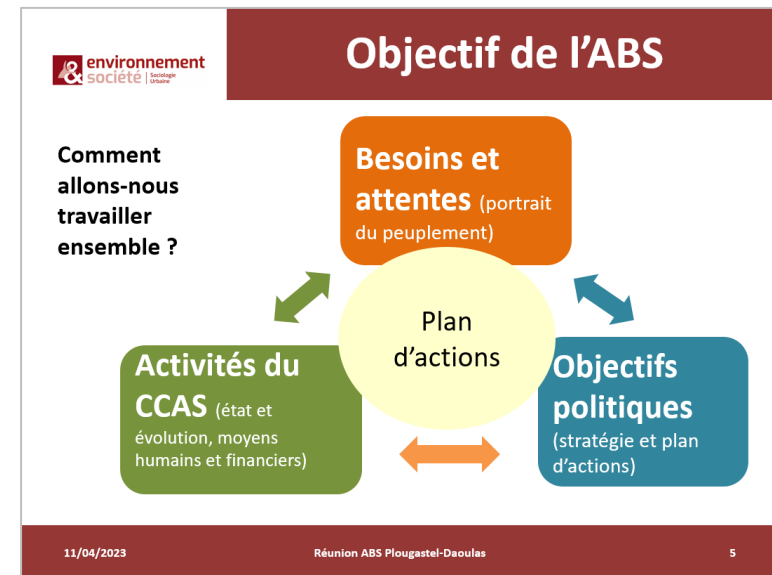 environnement
& société | Sociologie Urbaine
Objectif de l’ABS
Comment
allons-nous
travailler
ensemble ?
Besoins et
attentes (portrait
du peuplement)
Plan
d’actions
Activités du
CCAS (état et
évolution, moyens
humains et financiers)
Objectifs
politiques
(stratégie et plan
d’actions)
11/04/2023
Réunion ABS Plougastel-Daoulas
5